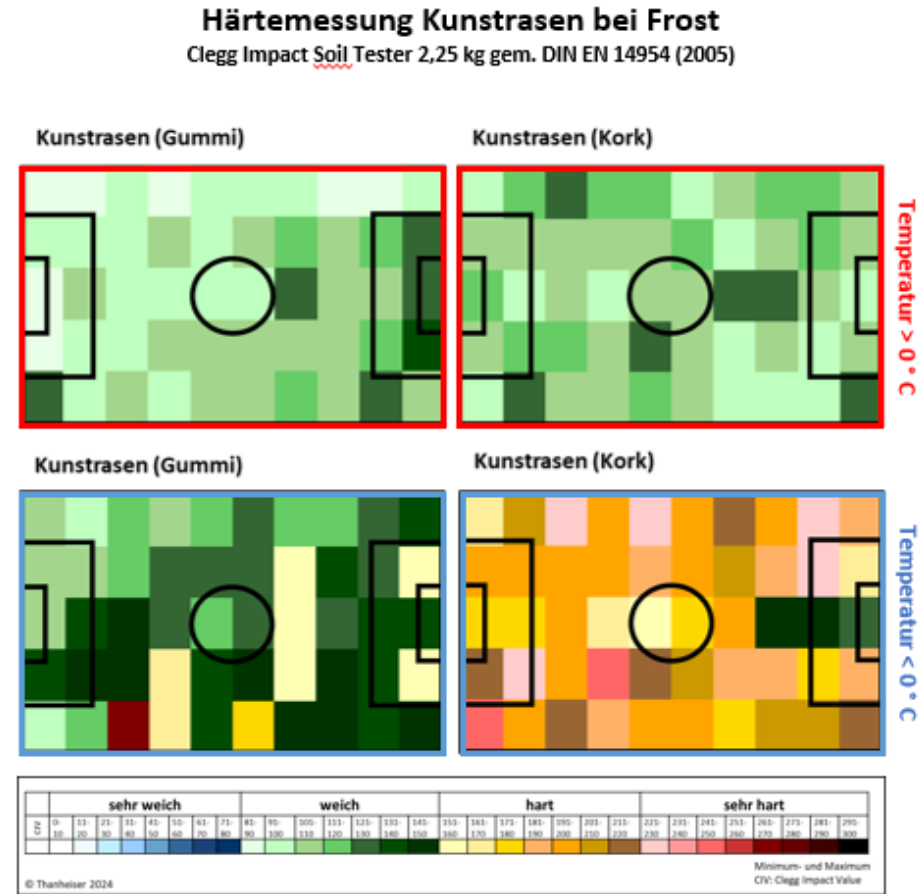 Härtemessung Kunstrasen bei Frost
Clegg Impact Soil Tester 2,25 kg gem. DIN EN 14954 (2005)
Kunstrasen (Gummi) Kunstrasen (Kork)
Temperatur > 0 ° C
Kunstrasen (Gummi) Kunstrasen (Kork)
Temperatur < 0 ° C
sehr weich weich hart sehr hart
CIV 0-10 11-20 21-30 31-40 41-50 51-60 61-70 71-80 81-90 91-100 101-110 111-120 121-130 131-140 141-150 151-160 161-170 171-180 181-190 191-200 201-210 211-220 221-230 231-240 241-250 251-260 261-270 271-280 281-290 291-300
Minimum- und Maximum
© Thanheiser 2024 CIV: Clegg Impact Value